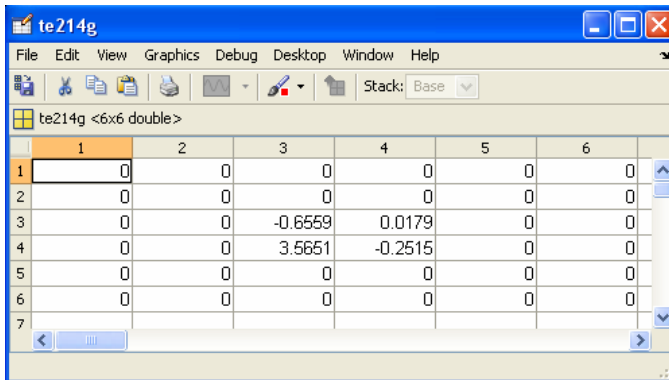 te214g
File Edit View Graphics Debug Desktop Window Help
Stack: Base
te214g <6x6 double>
1 2 3 4 5 6
1 0 0 0 0 0 0
2 0 0 0 0 0 0
3 0 0 -0.6559 0.0179 0 0
4 0 0 3.5651 -0.2515 0 0
5 0 0 0 0 0 0
6 0 0 0 0 0 0
7